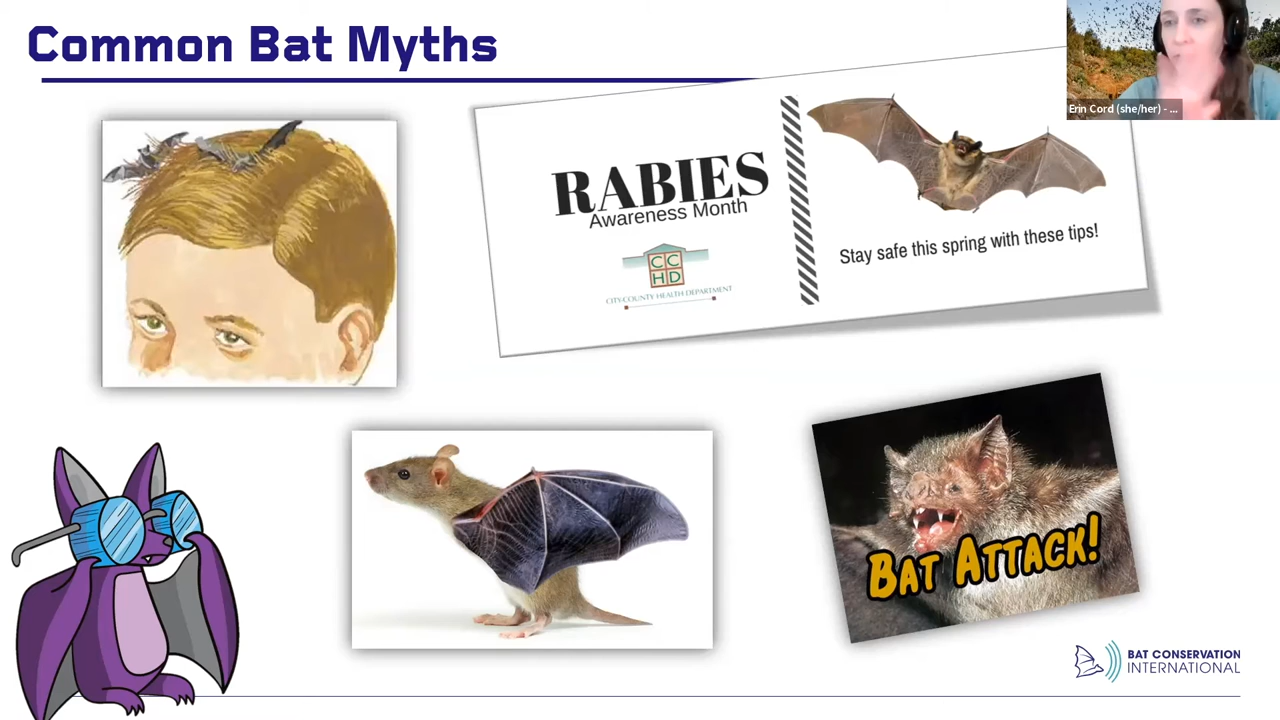 Common Bat Myths
Erin Cord (she/her) - ...
RABIES
Awareness Month
CC
HD
CITY-COUNTY HEALTH DEPARTMENT
Stay safe this spring with these tips!
BAT ATTACK!
BAT CONSERVATION
INTERNATIONAL